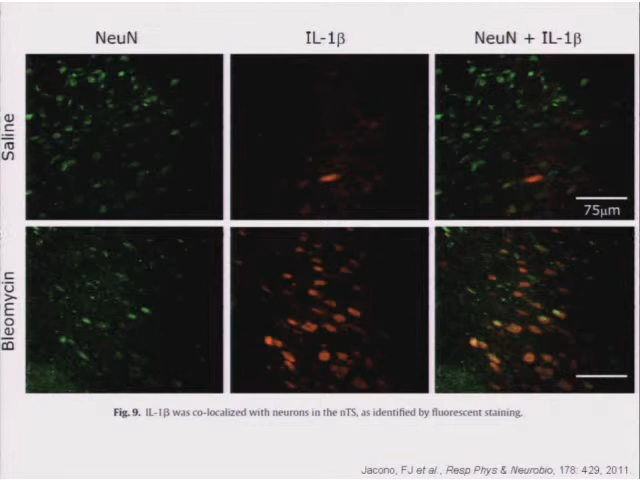 NeuN IL-1β NeuN + IL-1β
Saline
75μm
Bleomycin
Fig. 9. IL-1β was co-localized with neurons in the nTS, as identified by fluorescent staining.
Jacono, FJ et al., Resp Phys & Neurobio, 178: 429, 2011.